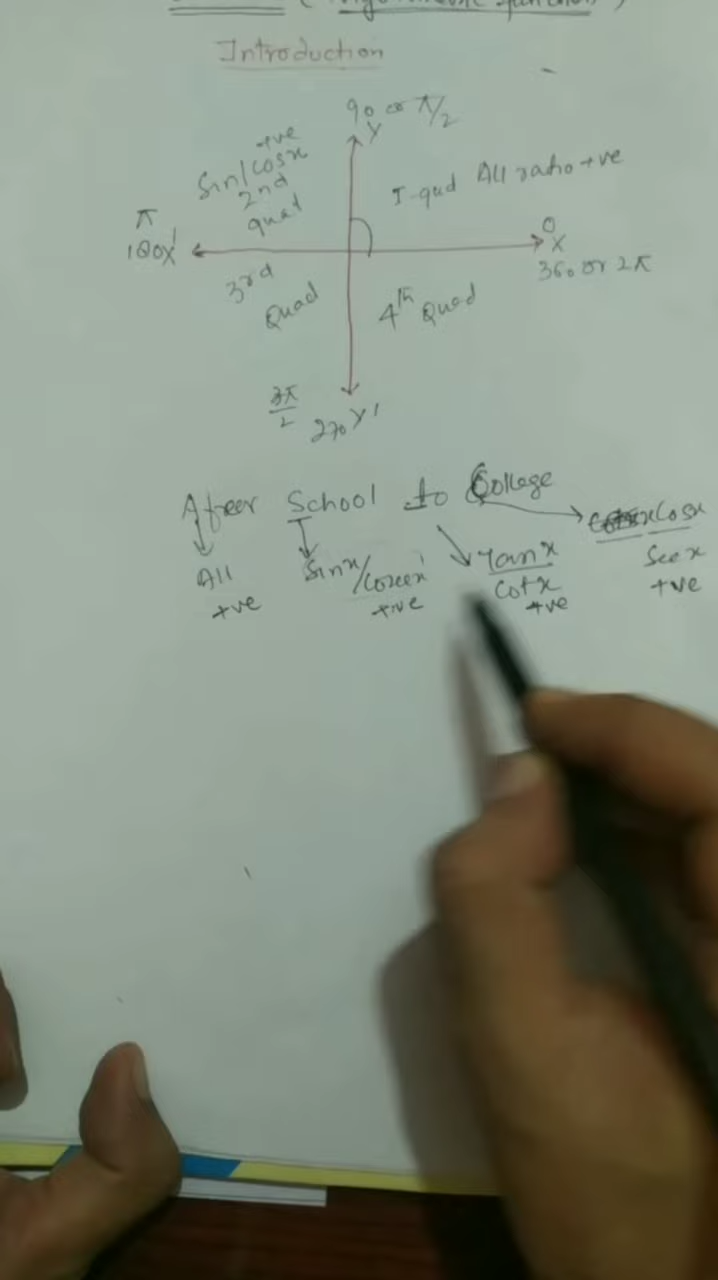 Introduction
90 or π/2
Y
+ve
Sin/Cosx
2nd
quad
I-qud All ratio +ve
π
180 X'
0
X
360 or 2π
3rd
Quad
4th Quad
3π/2
270 Y'
Afteer School to College
All
+ve
Sinx/Cosecx
+ve
Tanx
Cotx
+ve
Cosx
Secx
+ve